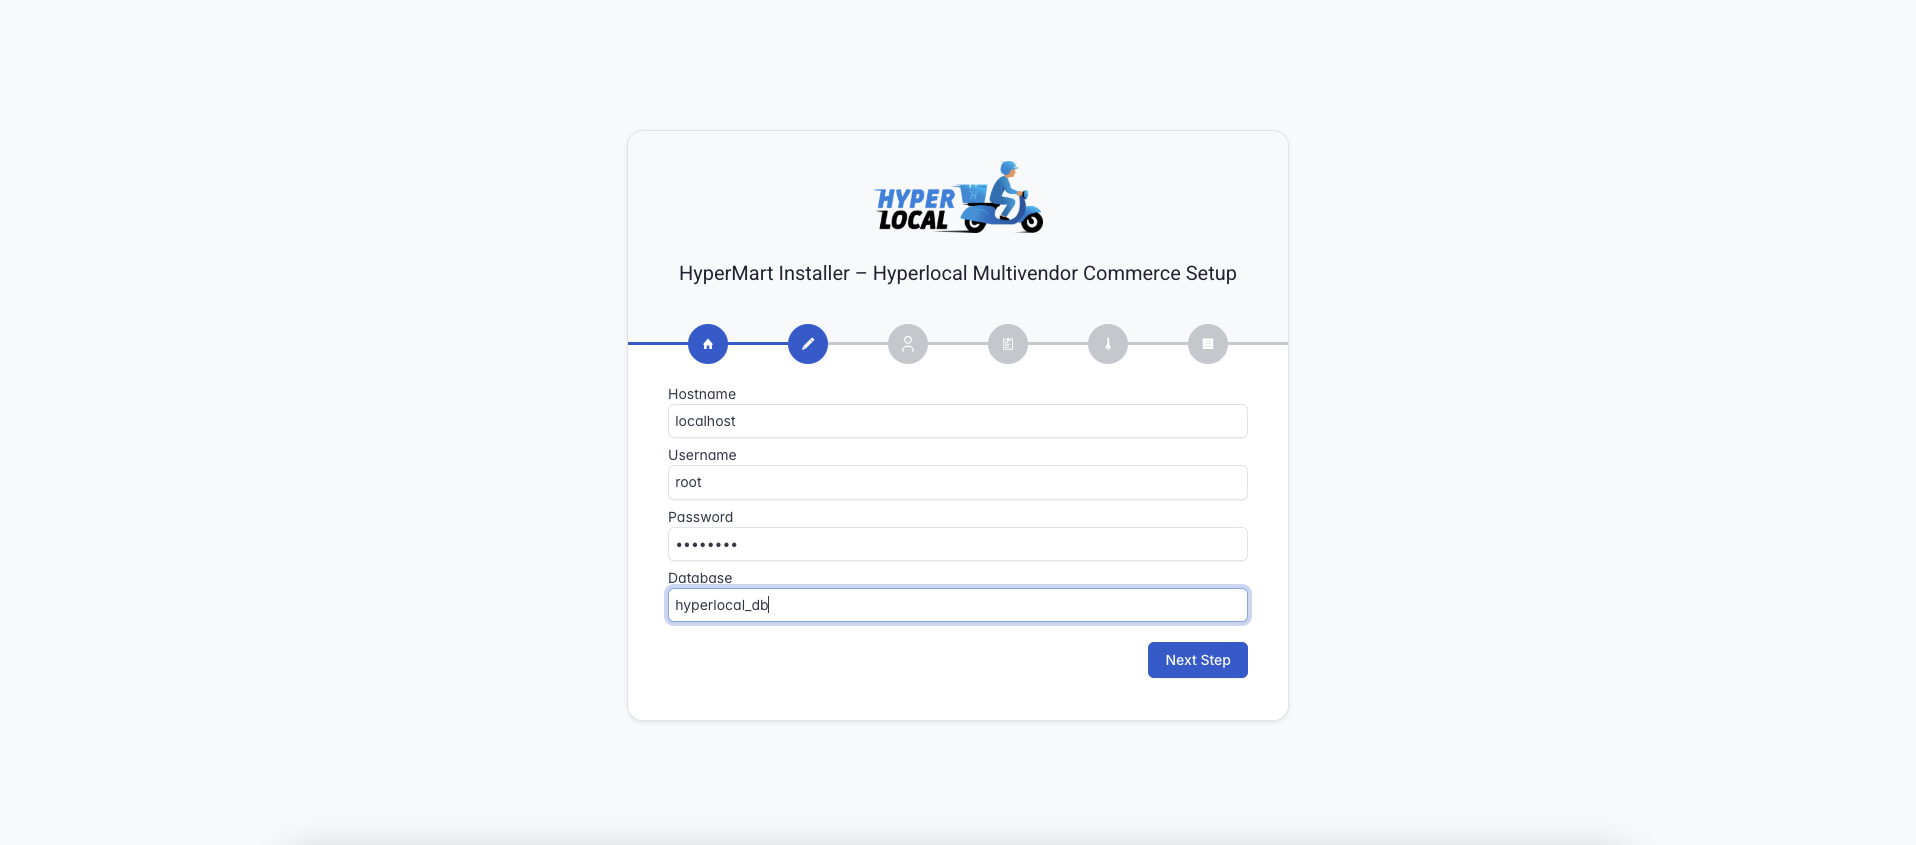 HYPER
LOCAL
HyperMart Installer – Hyperlocal Multivendor Commerce Setup
Hostname
localhost
Username
root
Password
••••••••
Database
hyperlocal_db
Next Step